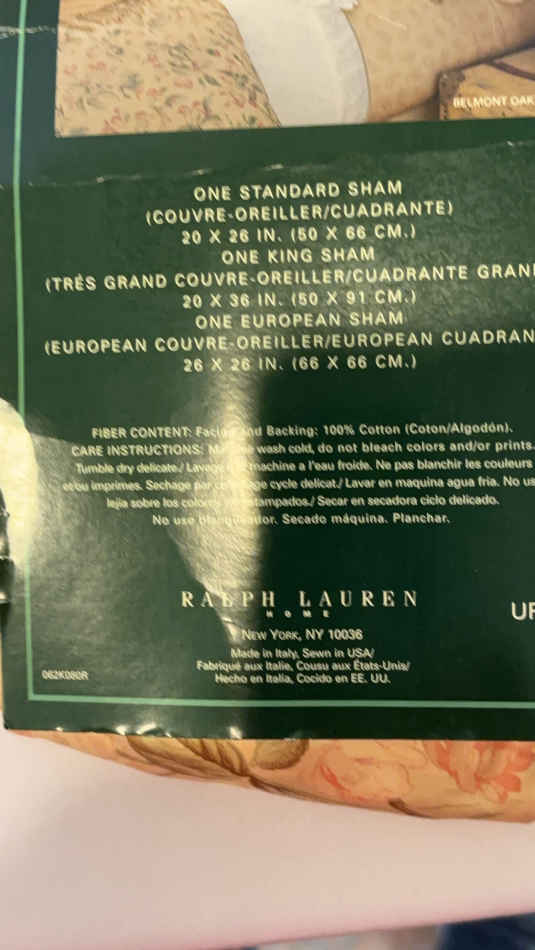 BELMONT OAK
ONE STANDARD SHAM
(COUVRE-OREILLER/CUADRANTE)
20 X 26 IN. (50 X 66 CM.)
ONE KING SHAM
(TRÉS GRAND COUVRE-OREILLER/CUADRANTE GRAN
20 X 36 IN. (50 X 91 CM.)
ONE EUROPEAN SHAM
(EUROPEAN COUVRE-OREILLER/EUROPEAN CUADRAN
26 X 26 IN. (66 X 66 CM.)
FIBER CONTENT: Facing and Backing: 100% Cotton (Coton/Algodón).
CARE INSTRUCTIONS: Machine wash cold, do not bleach colors and/or prints.
Tumble dry delicate./ Lavage à machine a l'eau froide. Ne pas blanchir les couleurs
et/ou imprimes. Sechage par cycle delicat./ Lavar en maquina agua fria. No us
lejia sobre los colores estampados./ Secar en secadora ciclo delicado.
No use blanqueador. Secado máquina. Planchar.
RALPH LAUREN
HOME
NEW YORK, NY 10036
Made in Italy, Sewn in USA/
Fabriqué aux Italie, Cousu aux États-Unis/
Hecho en Italia, Cocido en EE. UU.
062K080R
UF